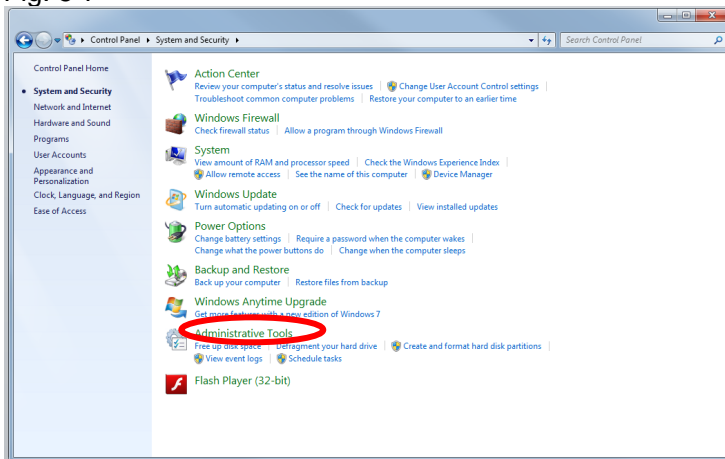 Control Panel ▸ System and Security ▸
Search Control Panel
Control Panel Home
System and Security
Network and Internet
Hardware and Sound
Programs
User Accounts
Appearance and
Personalization
Clock, Language, and Region
Ease of Access
Action Center
Review your computer's status and resolve issues | Change User Account Control settings |
Troubleshoot common computer problems | Restore your computer to an earlier time
Windows Firewall
Check firewall status | Allow a program through Windows Firewall
System
View amount of RAM and processor speed | Check the Windows Experience Index |
Allow remote access | See the name of this computer | Device Manager
Windows Update
Turn automatic updating on or off | Check for updates | View installed updates
Power Options
Change battery settings | Require a password when the computer wakes |
Change what the power buttons do | Change when the computer sleeps
Backup and Restore
Back up your computer | Restore files from backup
Windows Anytime Upgrade
Get more features with a new edition of Windows 7
Administrative Tools
Free up disk space | Defragment your hard drive | Create and format hard disk partitions |
View event logs | Schedule tasks
Flash Player (32-bit)